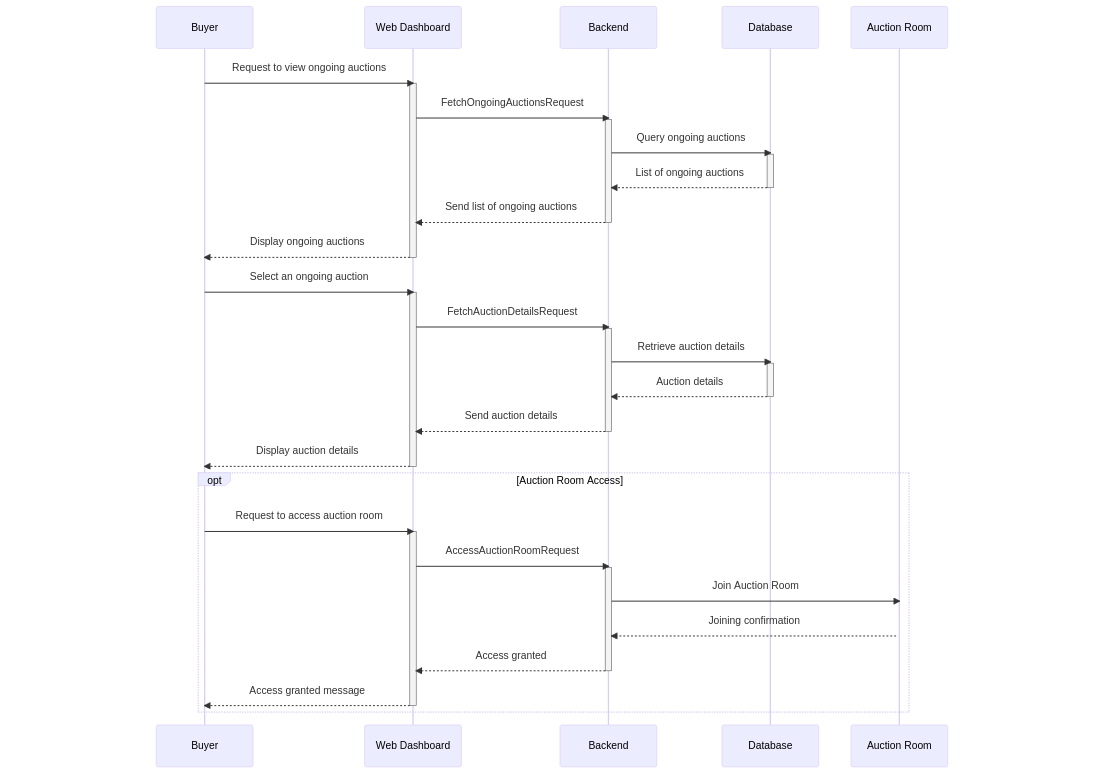 Buyer
Web Dashboard
Backend
Database
Auction Room
Request to view ongoing auctions
FetchOngoingAuctionsRequest
Query ongoing auctions
List of ongoing auctions
Send list of ongoing auctions
Display ongoing auctions
Select an ongoing auction
FetchAuctionDetailsRequest
Retrieve auction details
Auction details
Send auction details
Display auction details
opt
[Auction Room Access]
Request to access auction room
AccessAuctionRoomRequest
Join Auction Room
Joining confirmation
Access granted
Access granted message
Buyer
Web Dashboard
Backend
Database
Auction Room